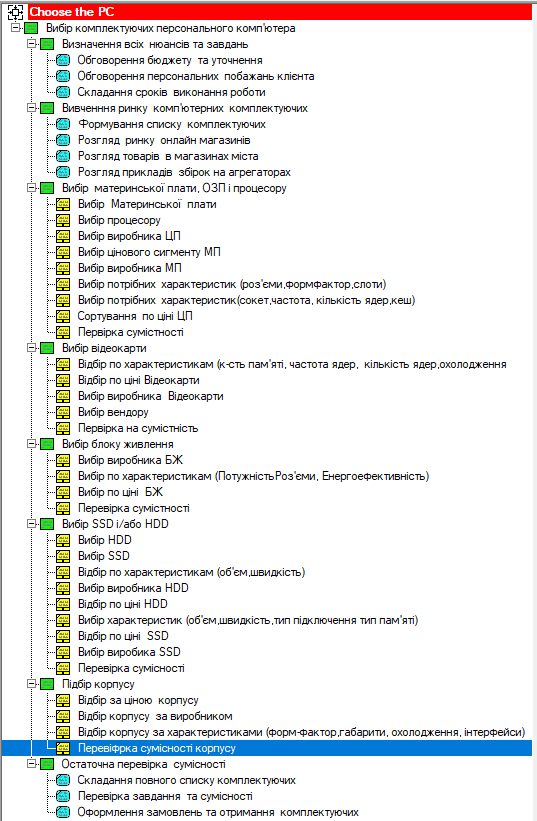 Choose the PC
Вибір комплектуючих персонального комп'ютера
Визначення всіх нюансів та завдань
Обговорення бюджету та уточнення
Обговорення персональних побажань клієнта
Складання сроків виконання роботи
Вивченння ринку комп'ютерних комплектуючих
Формування списку комплектуючих
Розгляд ринку онлайн магазинів
Розгляд товарів в магазинах міста
Розгляд прикладів збірок на агрегаторах
Вибір материнської плати, ОЗП і процесору
Вибір Материнської плати
Вибір процесору
Вибір виробника ЦП
Вибір цінового сигменту МП
Вибір виробника МП
Вибір потрібних характеристик (роз'єми,формфактор,слоти)
Вибір потрібних характеристик(сокет,частота, кількість ядер,кеш)
Сортування по ціні ЦП
Первірка сумістності
Вибір відеокарти
Відбір по характеристикам (к-сть пам'яті, частота ядер, кількість ядер,охолодження
Відбір по ціні Відеокарти
Вибір виробника Відеокарти
Вибір вендору
Первірка на сумістність
Вибір блоку живлення
Вибір виробника БЖ
Вибір по характеристикам (ПотужністьРоз'єми, Енергоефективність)
Вибір по ціні БЖ
Перевірка сумістності
Вибір SSD і/або HDD
Вибір HDD
Вибір SSD
Відбір по характеристикам (об'єм,швидкість)
Вибір виробника HDD
Відбір по ціні HDD
Вибір характеристик (об'єм,швидкість,тип підключення тип пам'яті)
Відбір по ціні SSD
Вибір виробика SSD
Перевірка сумісності
Підбір корпусу
Відбір за ціною корпусу
Відбір корпусу за виробником
Відбір корпусу за характеристиками (форм-фактор,габарити, охолодження, інтерфейси)
Перевіфрка сумісності корпусу
Остаточна перевірка сумісності
Складання повного списку комплектуючих
Перевірка завдання та сумісності
Оформлення замовлень та отримання комплектуючих